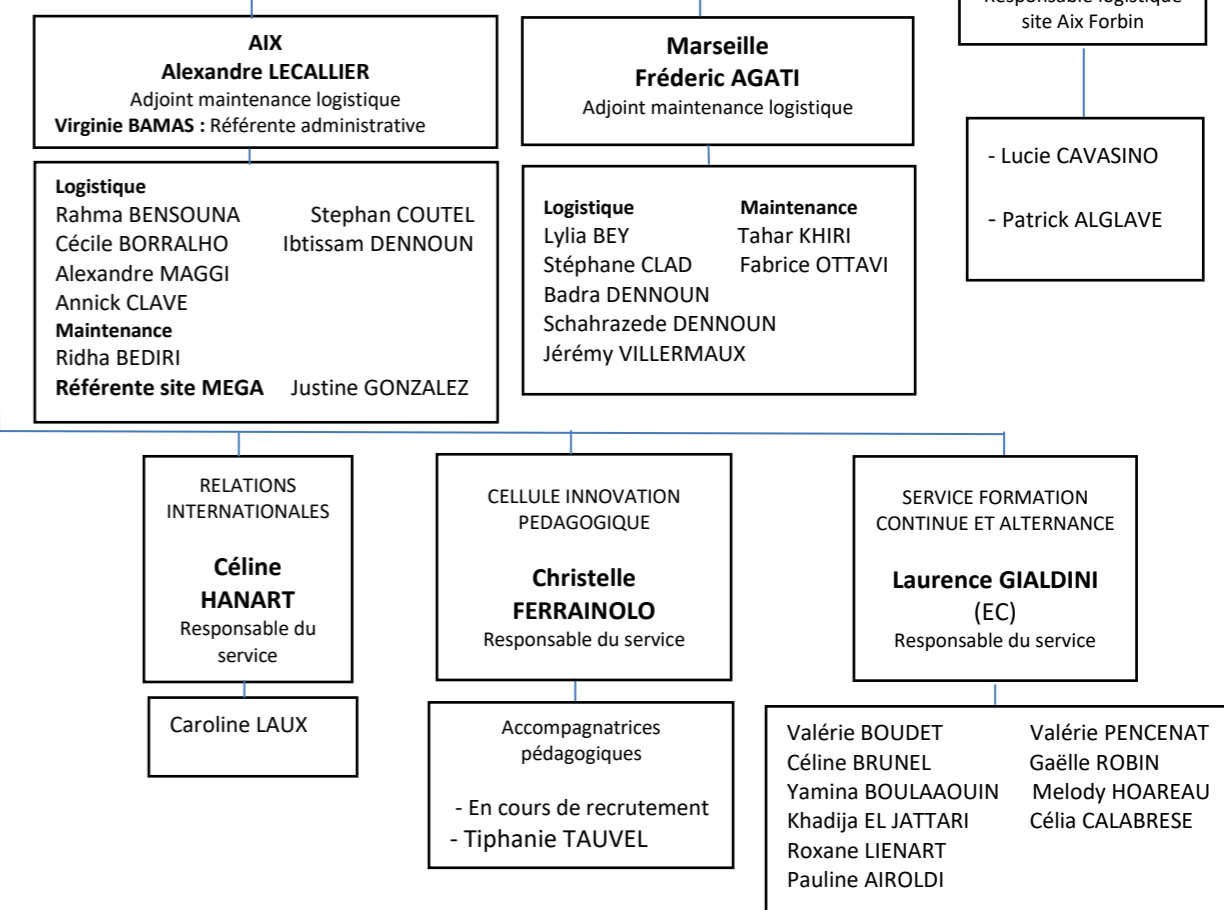 AIX
Alexandre LECALLIER
Adjoint maintenance logistique
Virginie BAMAS : Référente administrative
Marseille
Fréderic AGATI
Adjoint maintenance logistique
Responsable logistique
site Aix Forbin
Logistique
Rahma BENSOUNA Stephan COUTEL
Cécile BORRALHO Ibtissam DENNOUN
Alexandre MAGGI
Annick CLAVE
Maintenance
Ridha BEDIRI
Référente site MEGA Justine GONZALEZ
Logistique Maintenance
Lylia BEY Tahar KHIRI
Stéphane CLAD Fabrice OTTAVI
Badra DENNOUN
Schahrazede DENNOUN
Jérémy VILLERMAUX
- Lucie CAVASINO
- Patrick ALGLAVE
RELATIONS
INTERNATIONALES
Céline
HANART
Responsable du
service
Caroline LAUX
CELLULE INNOVATION
PEDAGOGIQUE
Christelle
FERRAINOLO
Responsable du service
Accompagnatrices
pédagogiques
- En cours de recrutement
- Tiphanie TAUVEL
SERVICE FORMATION
CONTINUE ET ALTERNANCE
Laurence GIALDINI
(EC)
Responsable du service
Valérie BOUDET Valérie PENCENAT
Céline BRUNEL Gaëlle ROBIN
Yamina BOULAAOUIN Melody HOAREAU
Khadija EL JATTARI Célia CALABRESE
Roxane LIENART
Pauline AIROLDI